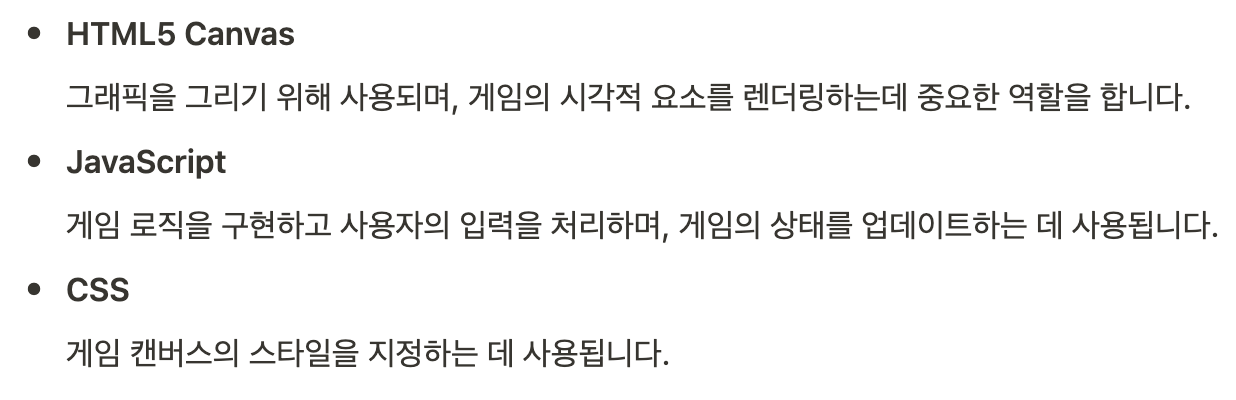 • HTML5 Canvas
그래픽을 그리기 위해 사용되며, 게임의 시각적 요소를 렌더링하는데 중요한 역할을 합니다.
• JavaScript
게임 로직을 구현하고 사용자의 입력을 처리하며, 게임의 상태를 업데이트하는 데 사용됩니다.
• CSS
게임 캔버스의 스타일을 지정하는 데 사용됩니다.